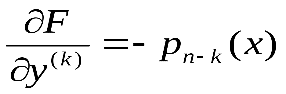 ∂F/∂y^(k) = - p_{n-k}(x)